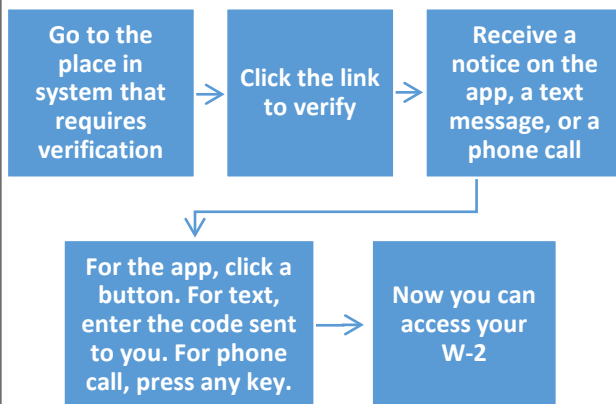 Go to the
place in
system that
requires
verification
Click the link
to verify
Receive a
notice on the
app, a text
message, or a
phone call
For the app, click a
button. For text,
enter the code sent
to you. For phone
call, press any key.
Now you can
access your
W-2